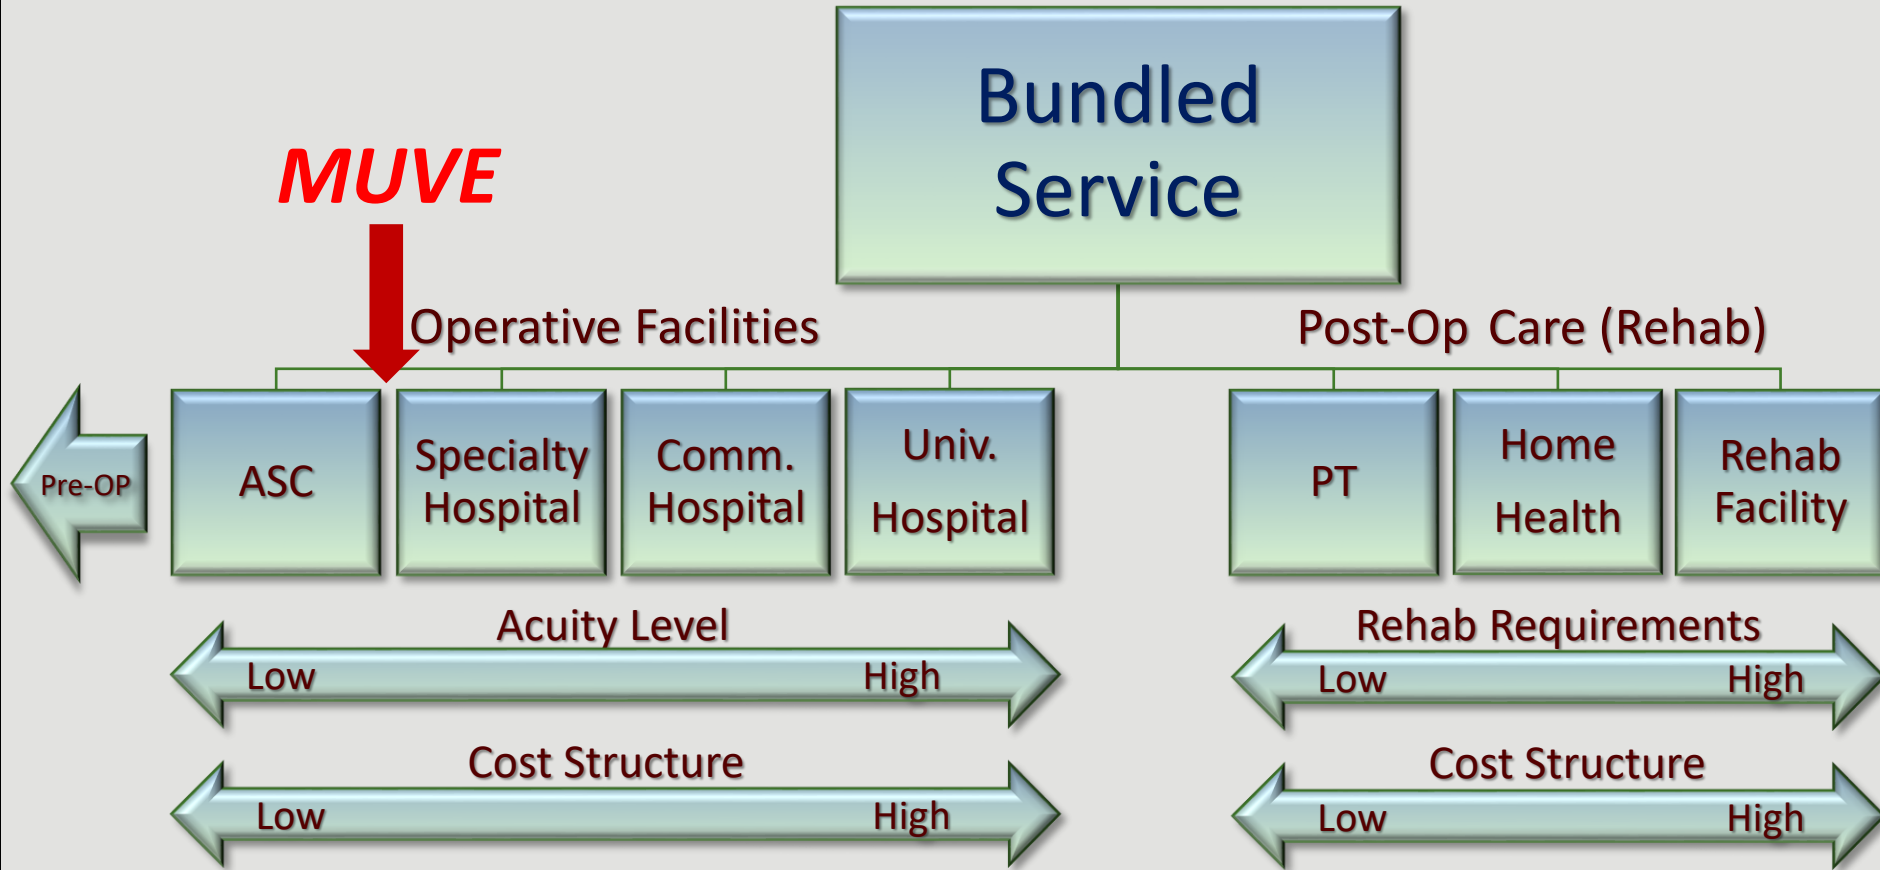 Bundled
Service
MUVE
Operative Facilities
Post-Op Care (Rehab)
Pre-OP
ASC
Specialty
Hospital
Comm.
Hospital
Univ.
Hospital
PT
Home
Health
Rehab
Facility
Acuity Level
Low
High
Rehab Requirements
Low
High
Cost Structure
Low
High
Cost Structure
Low
High